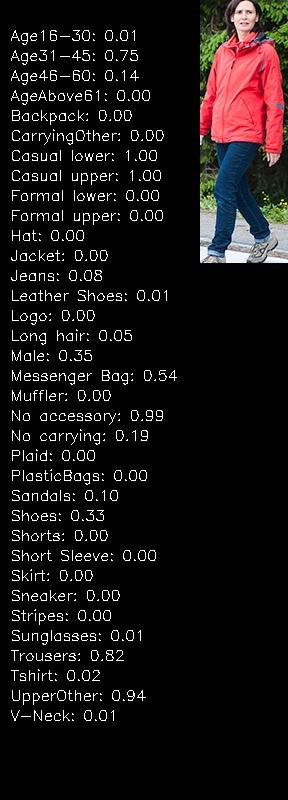 Age16-30: 0.01
Age31-45: 0.75
Age46-60: 0.14
AgeAbove61: 0.00
Backpack: 0.00
CarryingOther: 0.00
Casual lower: 1.00
Casual upper: 1.00
Formal lower: 0.00
Formal upper: 0.00
Hat: 0.00
Jacket: 0.00
Jeans: 0.08
Leather Shoes: 0.01
Logo: 0.00
Long hair: 0.05
Male: 0.35
Messenger Bag: 0.54
Muffler: 0.00
No accessory: 0.99
No carrying: 0.19
Plaid: 0.00
PlasticBags: 0.00
Sandals: 0.10
Shoes: 0.33
Shorts: 0.00
Short Sleeve: 0.00
Skirt: 0.00
Sneaker: 0.00
Stripes: 0.00
Sunglasses: 0.01
Trousers: 0.82
Tshirt: 0.02
UpperOther: 0.94
V-Neck: 0.01